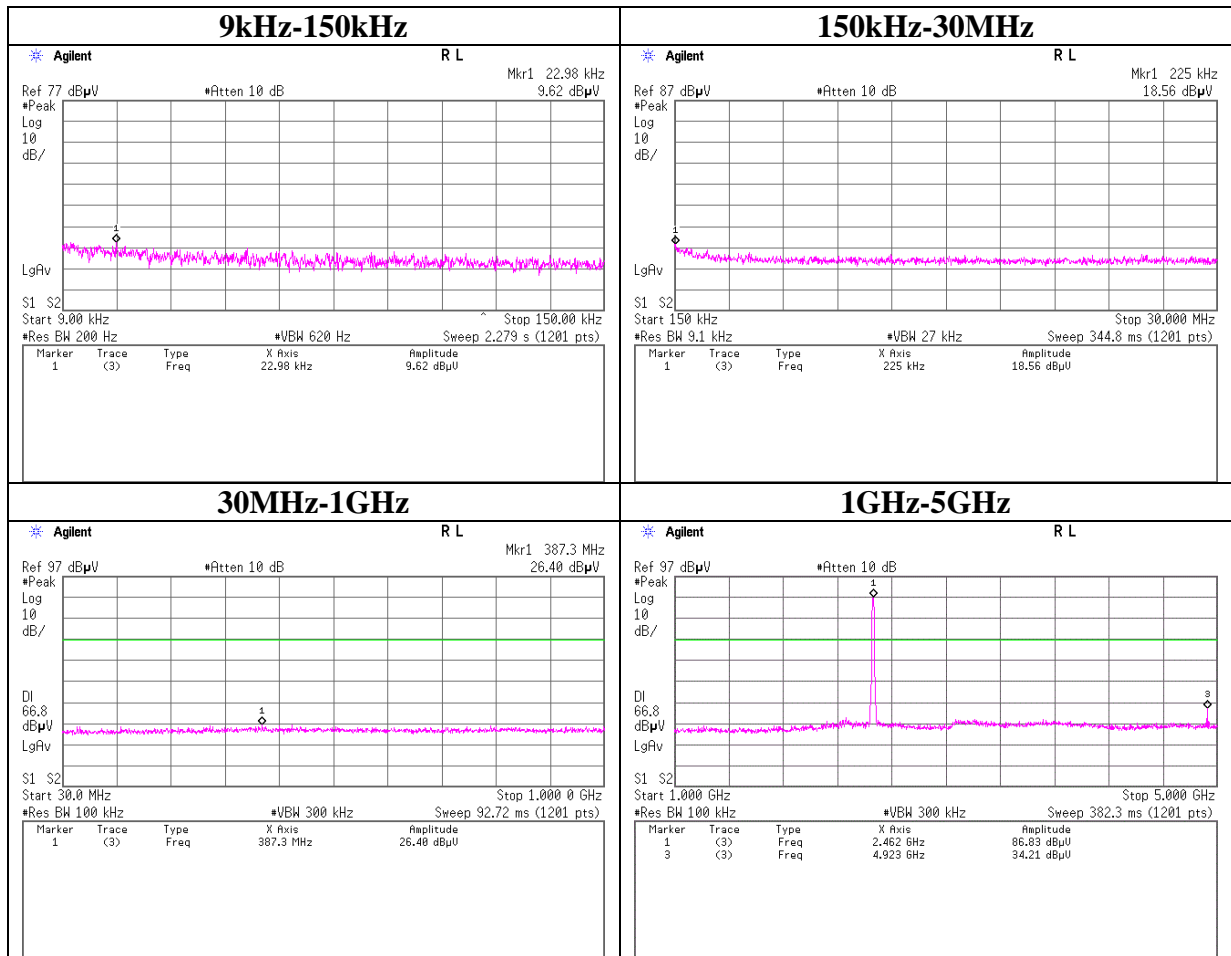 9kHz-150kHz
Agilent R L
Mkr1 22.98 kHz
Ref 77 dBµV #Atten 10 dB 9.62 dBµV
#Peak
Log
10
dB/
1
LgAv
S1 S2
Start 9.00 kHz ^ Stop 150.00 kHz
#Res BW 200 Hz #VBW 620 Hz Sweep 2.279 s (1201 pts)
Marker Trace Type X Axis Amplitude
1 (3) Freq 22.98 kHz 9.62 dBµV
150kHz-30MHz
Agilent R L
Mkr1 225 kHz
Ref 87 dBµV #Atten 10 dB 18.56 dBµV
#Peak
Log
10
dB/
1
LgAv
S1 S2
Start 150 kHz Stop 30.000 MHz
#Res BW 9.1 kHz #VBW 27 kHz Sweep 344.8 ms (1201 pts)
Marker Trace Type X Axis Amplitude
1 (3) Freq 225 kHz 18.56 dBµV
30MHz-1GHz
Agilent R L
Mkr1 387.3 MHz
Ref 97 dBµV #Atten 10 dB 26.40 dBµV
#Peak
Log
10
dB/
DI
66.8
dBµV
1
LgAv
S1 S2
Start 30.0 MHz Stop 1.000 0 GHz
#Res BW 100 kHz #VBW 300 kHz Sweep 92.72 ms (1201 pts)
Marker Trace Type X Axis Amplitude
1 (3) Freq 387.3 MHz 26.40 dBµV
1GHz-5GHz
Agilent R L
Ref 97 dBµV #Atten 10 dB
#Peak
1
Log
10
dB/
DI
3
66.8
dBµV
LgAv
S1 S2
Start 1.000 GHz Stop 5.000 GHz
#Res BW 100 kHz #VBW 300 kHz Sweep 382.3 ms (1201 pts)
Marker Trace Type X Axis Amplitude
1 (3) Freq 2.462 GHz 86.83 dBµV
3 (3) Freq 4.923 GHz 34.21 dBµV